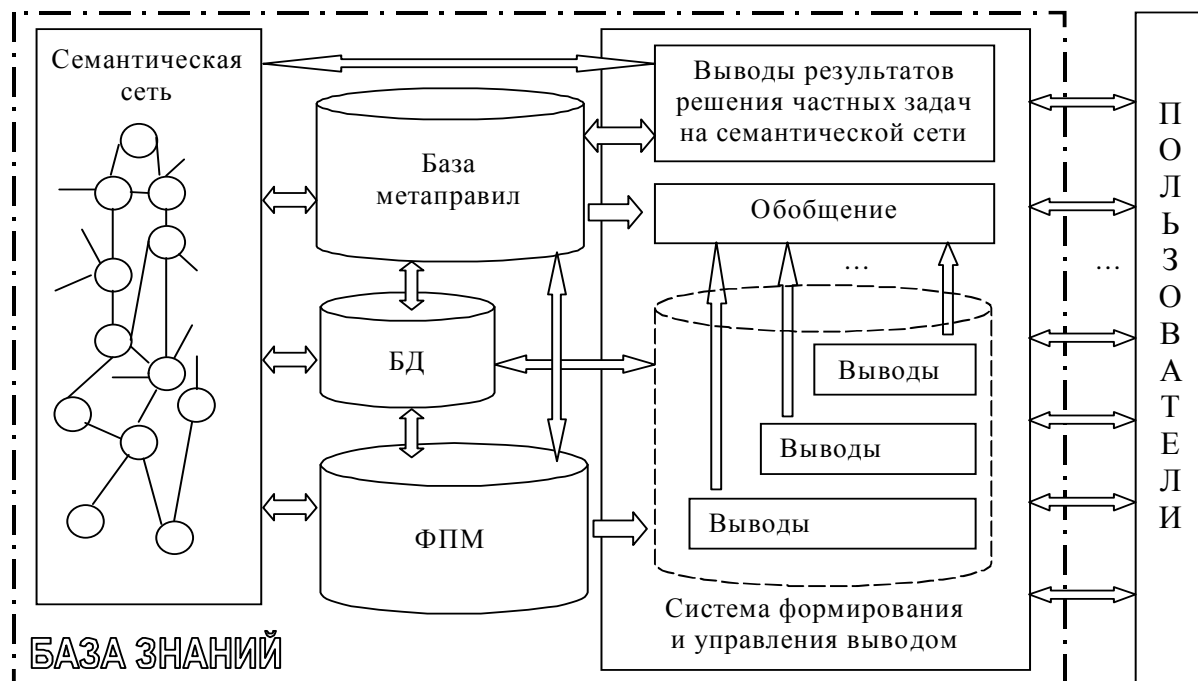 Семантическая
сеть
База
метаправил
БД
ФПМ
Выводы результатов
решения частных задач
на семантической сети
Обобщение
...
Выводы
Выводы
Выводы
Система формирования
и управления выводом
...
ПОЛЬЗОВАТЕЛИ
БАЗА ЗНАНИЙ